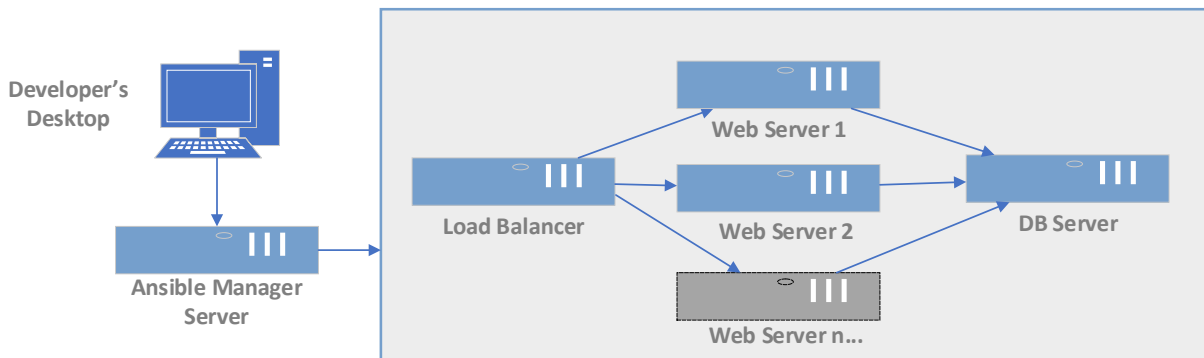 Developer’s
Desktop
Ansible Manager
Server
Load Balancer
Web Server 1
Web Server 2
Web Server n...
DB Server